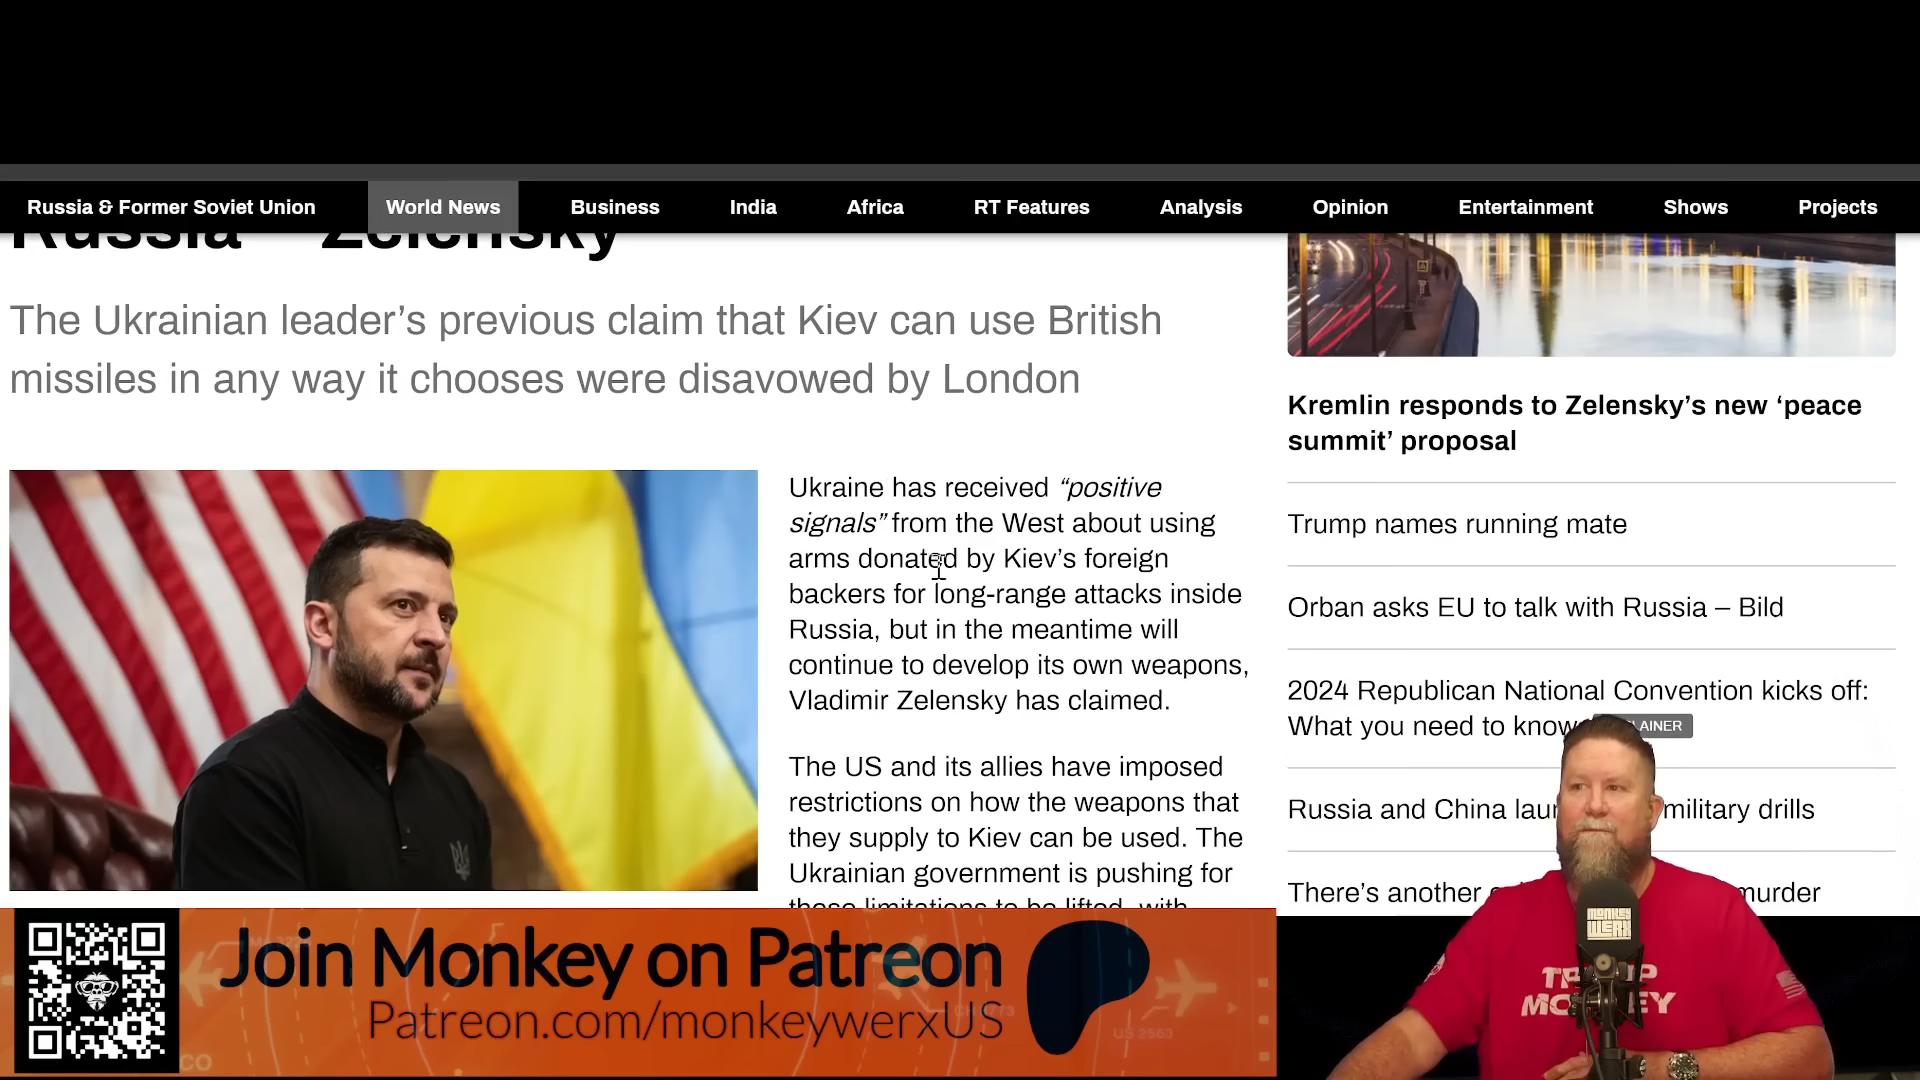 Russia & Former Soviet Union World News Business India Africa RT Features Analysis Opinion Entertainment Shows Projects
Russia – Zelensky
The Ukrainian leader’s previous claim that Kiev can use British
missiles in any way it chooses were disavowed by London
Ukraine has received “positive
signals” from the West about using
arms donated by Kiev’s foreign
backers for long-range attacks inside
Russia, but in the meantime will
continue to develop its own weapons,
Vladimir Zelensky has claimed.
The US and its allies have imposed
restrictions on how the weapons that
they supply to Kiev can be used. The
Ukrainian government is pushing for
those limitations to be lifted, with
Kremlin responds to Zelensky’s new ‘peace
summit’ proposal
Trump names running mate
Orban asks EU to talk with Russia – Bild
2024 Republican National Convention kicks off:
What you need to know LAINER
Russia and China military drills
There’s another murder
Join Monkey on Patreon
Patreon.com/monkeywerxUS
US 2563
CO
MONKEY
WERX
MONKEY